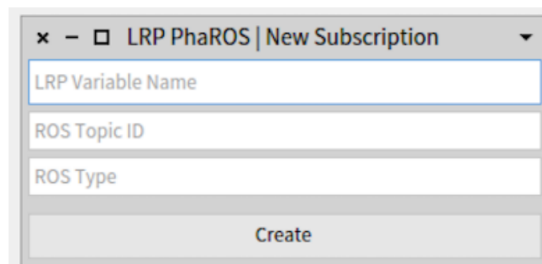 LRP PhaROS | New Subscription
LRP Variable Name
ROS Topic ID
ROS Type
Create